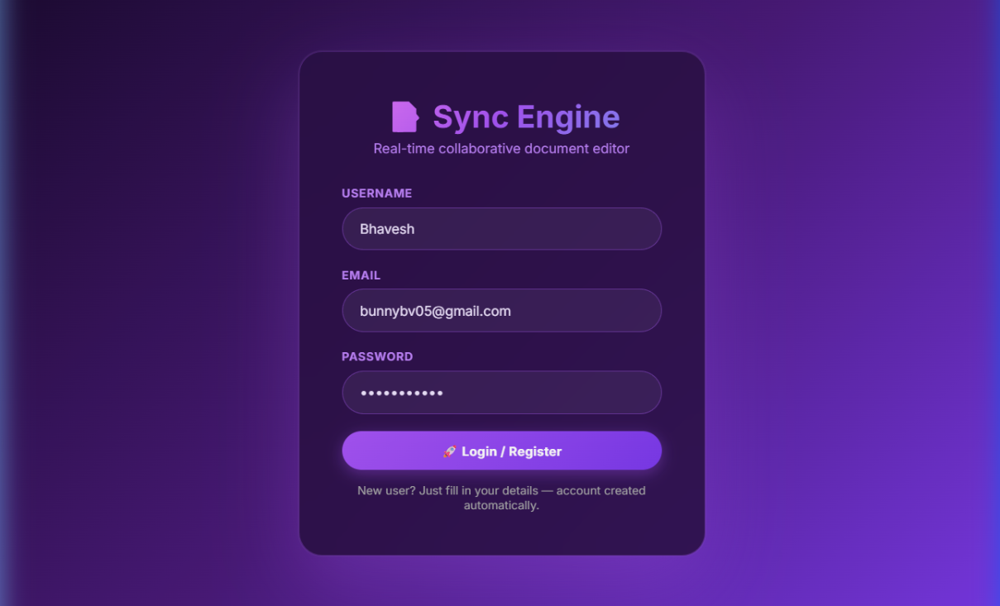 Sync Engine
Real-time collaborative document editor
USERNAME
Bhavesh
EMAIL
bunnybv05@gmail.com
PASSWORD
•••••••••••
🚀 Login / Register
New user? Just fill in your details — account created
automatically.